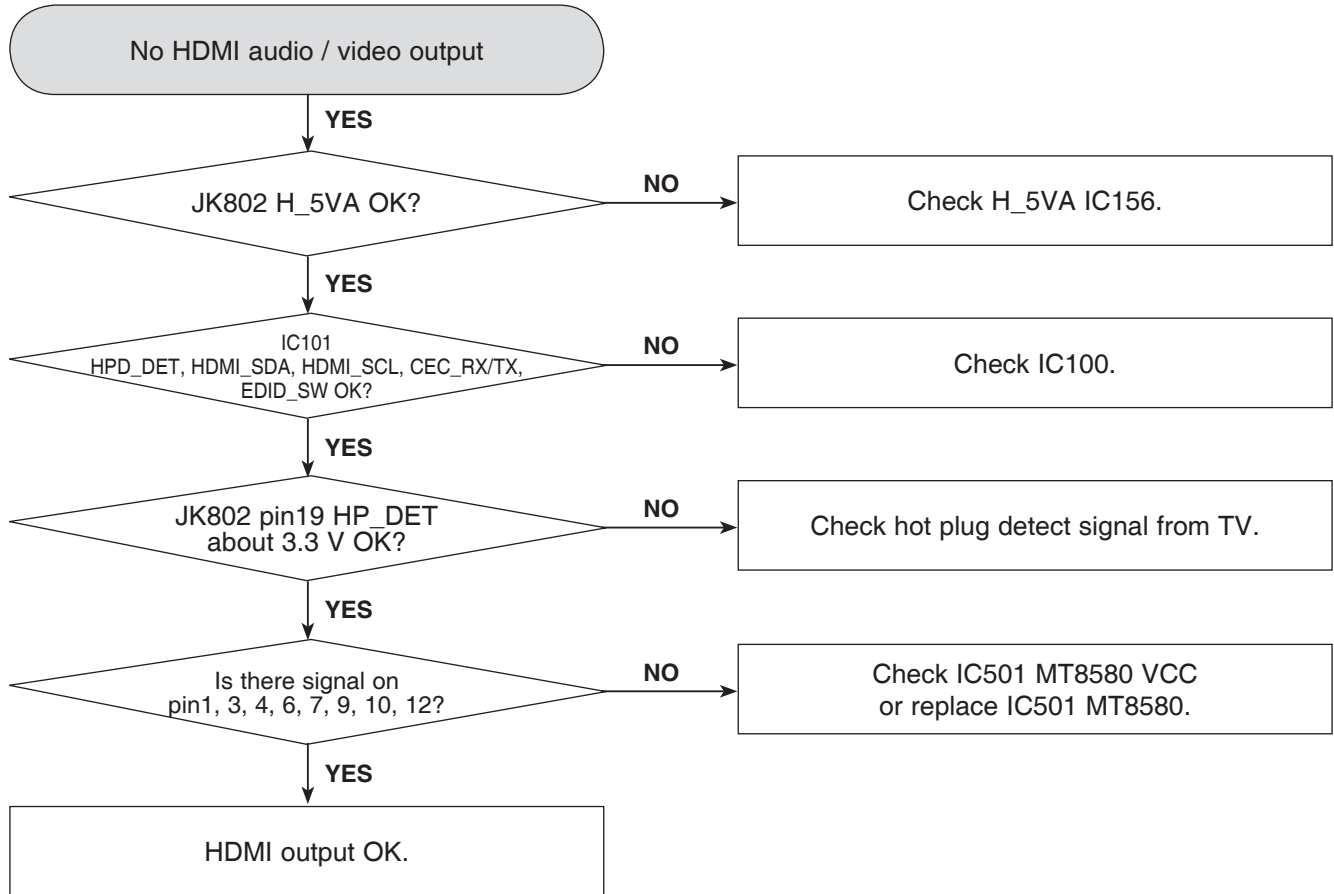 No HDMI audio / video output
YES
JK802 H_5VA OK?
NO
Check H_5VA IC156.
YES
IC101
HPD_DET, HDMI_SDA, HDMI_SCL, CEC_RX/TX,
EDID_SW OK?
NO
Check IC100.
YES
JK802 pin19 HP_DET
about 3.3 V OK?
NO
Check hot plug detect signal from TV.
YES
Is there signal on
pin1, 3, 4, 6, 7, 9, 10, 12?
NO
Check IC501 MT8580 VCC
or replace IC501 MT8580.
YES
HDMI output OK.